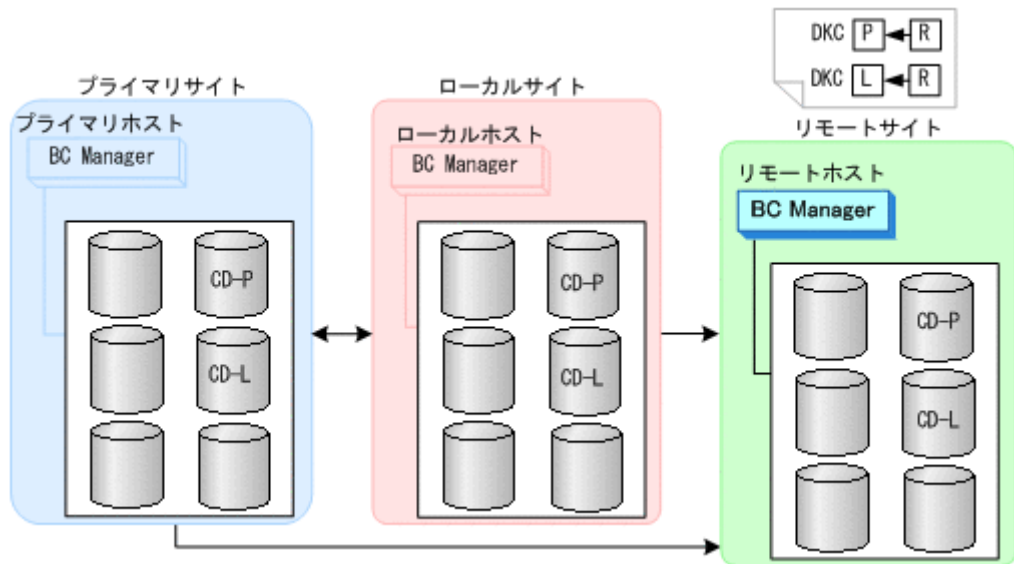 DKC P R
DKC L R
プライマリサイト
プライマリホスト
BC Manager
CD-P
CD-L
ローカルサイト
ローカルホスト
BC Manager
CD-P
CD-L
リモートサイト
リモートホスト
BC Manager
CD-P
CD-L